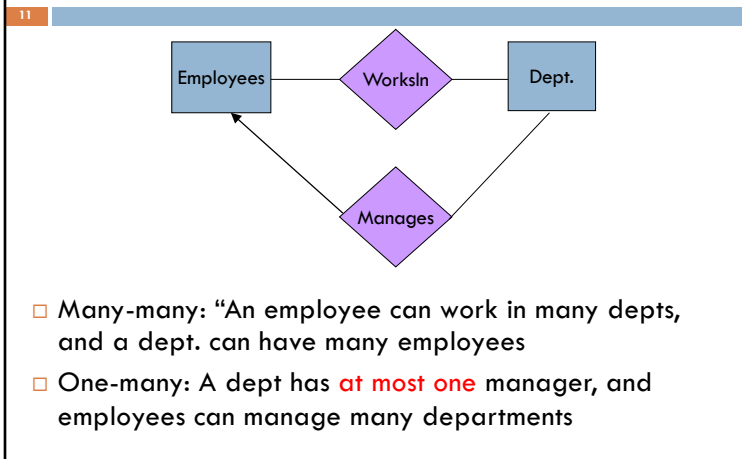 11
Employees
WorksIn
Dept.
Manages
Many-many: “An employee can work in many depts,
and a dept. can have many employees
One-many: A dept has at most one manager, and
employees can manage many departments